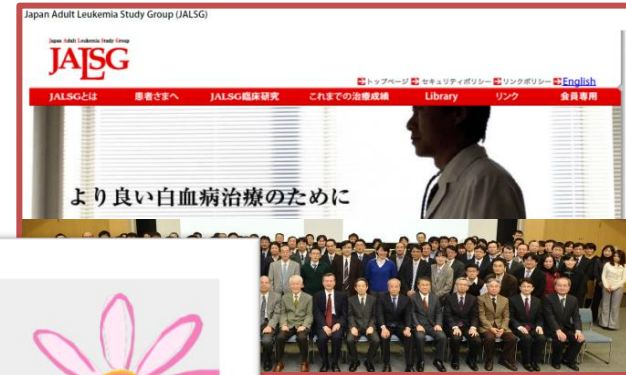 Japan Adult Leukemia Study Group (JALSG)
Japan Adult Leukemia Study Group
JALSG
トップページ セキュリティポリシー リンクポリシー English
JALSGとは 患者さまへ JALSG臨床研究 これまでの治療成績 Library リンク 会員専用
より良い白血病治療のために